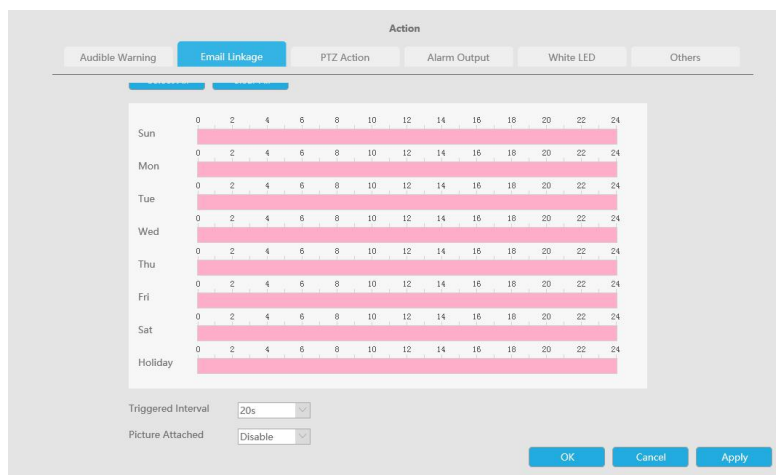 Action
Audible Warning Email Linkage PTZ Action Alarm Output White LED Others
0 2 4 6 8 10 12 14 16 18 20 22 24
Sun
0 2 4 6 8 10 12 14 16 18 20 22 24
Mon
0 2 4 6 8 10 12 14 16 18 20 22 24
Tue
0 2 4 6 8 10 12 14 16 18 20 22 24
Wed
0 2 4 6 8 10 12 14 16 18 20 22 24
Thu
0 2 4 6 8 10 12 14 16 18 20 22 24
Fri
0 2 4 6 8 10 12 14 16 18 20 22 24
Sat
0 2 4 6 8 10 12 14 16 18 20 22 24
Holiday
Triggered Interval 20s
Picture Attached Disable
OK Cancel Apply